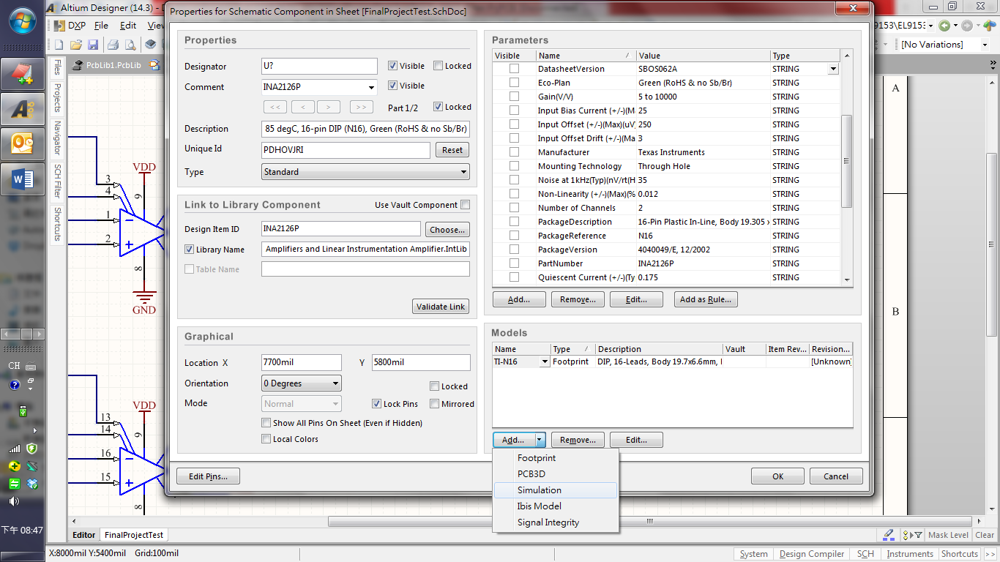 Altium Designer (14.3) - D
DXP File Edit View
9153\EL9153
[No Variations]
PcbLib1.PcbLib
Files
Projects
Navigator
SCH Filter
Shortcuts
Properties for Schematic Component in Sheet [FinalProjectTest.SchDoc]
Properties
Designator U? Visible Locked
Comment INA2126P Visible
<< < > >> Part 1/2 Locked
Description 85 degC, 16-pin DIP (N16), Green (RoHS & no Sb/Br)
Unique Id PDHOVJRI Reset
Type Standard
Link to Library Component Use Vault Component
Design Item ID INA2126P Choose...
Library Name Amplifiers and Linear Instrumentation Amplifier.IntLib
Table Name
Validate Link
Graphical
Location X 7700mil Y 5800mil
Orientation 0 Degrees Locked
Mode Normal Lock Pins Mirrored
Show All Pins On Sheet (Even if Hidden)
Local Colors
Edit Pins...
Parameters
Visible Name Value Type
DatasheetVersion SBOS062A STRING
Eco-Plan Green (RoHS & no Sb/Br) STRING
Gain(V/V) 5 to 10000 STRING
Input Bias Current (+/-)(M 25 STRING
Input Offset (+/-)(Max)(uV 250 STRING
Input Offset Drift (+/-)(Ma 3 STRING
Manufacturer Texas Instruments STRING
Mounting Technology Through Hole STRING
Noise at 1kHz(Typ)(nV/rt(H 35 STRING
Non-Linearity (+/-)(Max)(% 0.012 STRING
Number of Channels 2 STRING
PackageDescription 16-Pin Plastic In-Line, Body 19.305 x STRING
PackageReference N16 STRING
PackageVersion 4040049/E, 12/2002 STRING
PartNumber INA2126P STRING
Quiescent Current (+/-)(Ty 0.175 STRING
Add... Remove... Edit... Add as Rule...
Models
Name Type Description Vault Item Rev... Revision...
TI-N16 Footprint DIP, 16-Leads, Body 19.7x6.6mm, [Unknown]
Add... Remove... Edit...
Footprint
PCB3D
Simulation
Ibis Model
Signal Integrity
OK Cancel
VDD
3
4
1
2
9
8
GND
VDD
13
14
16
15
9
8
A
B
CH
下午 08:47
Editor FinalProjectTest
Mask Level Clear
X:8000mil Y:5400mil Grid:100mil
System Design Compiler SCH Instruments Shortcuts >>